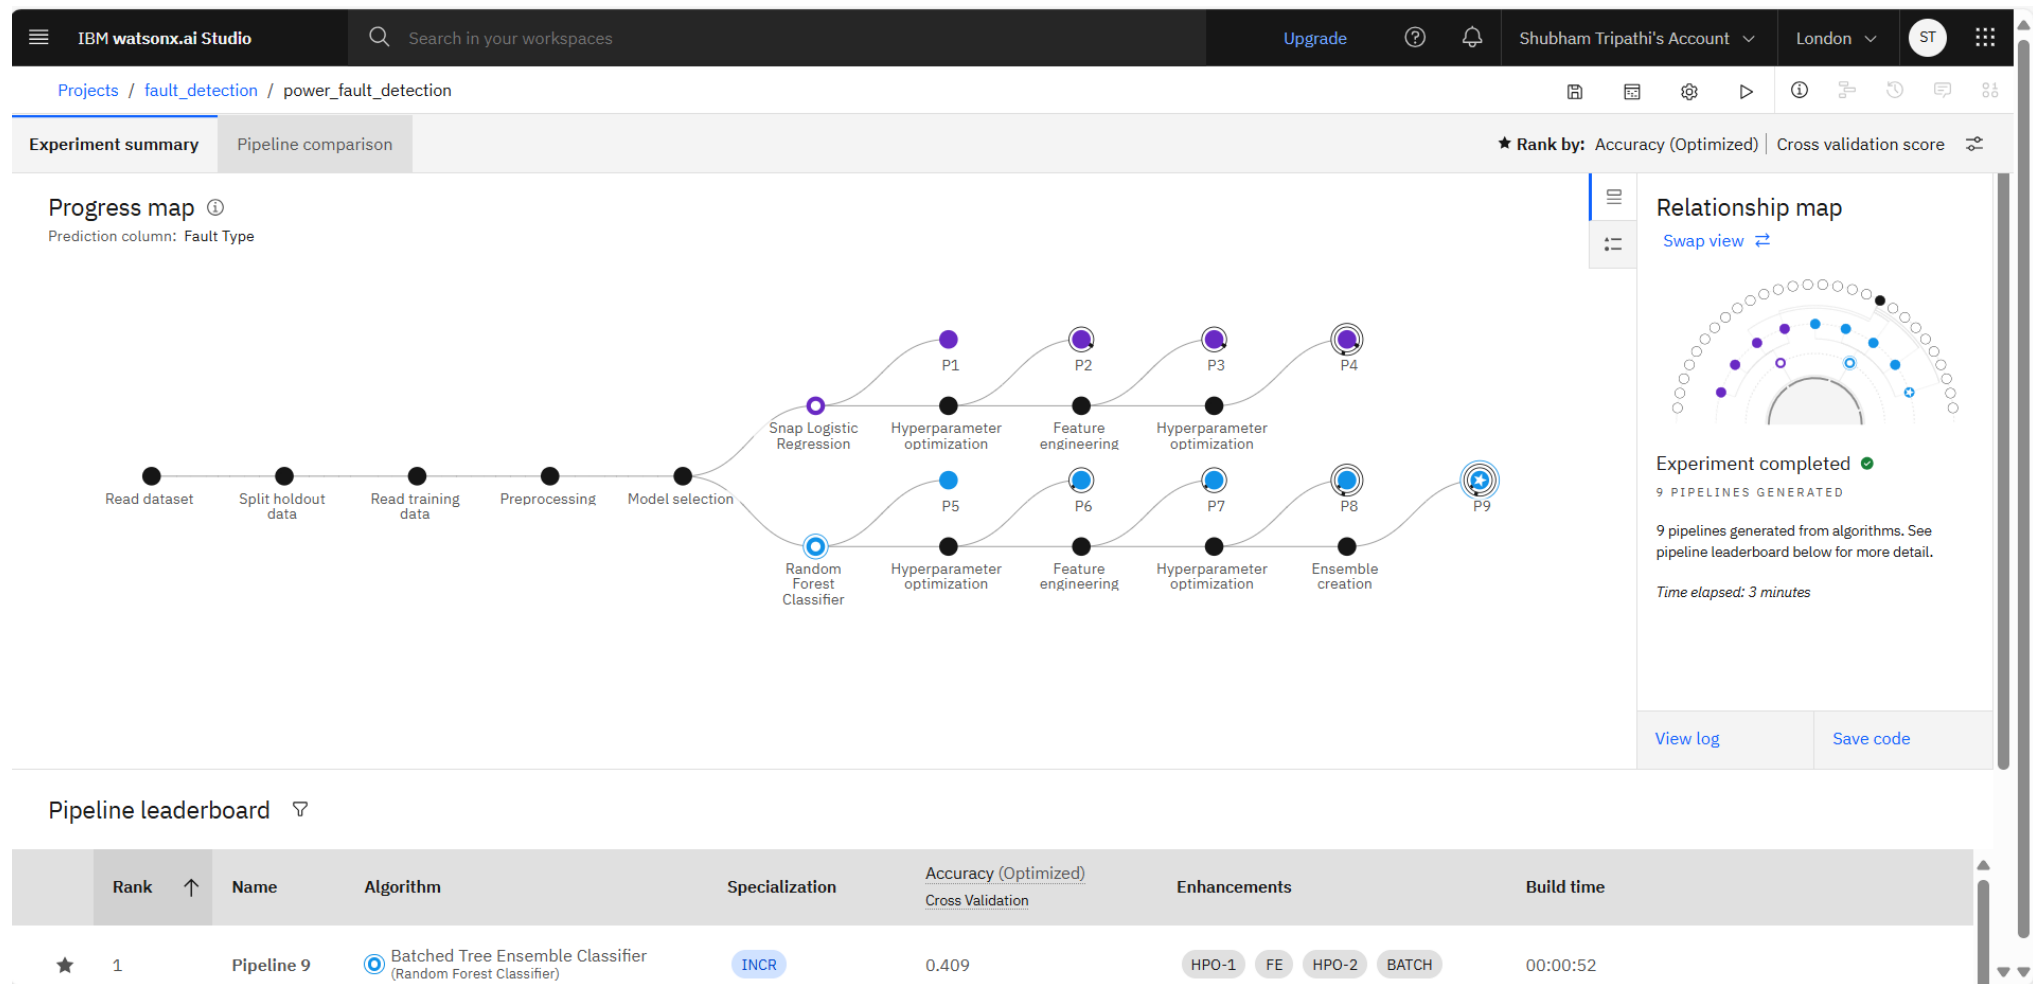 IBM watsonx.ai Studio
Search in your workspaces
Upgrade
Shubham Tripathi's Account
London
ST
Projects / fault_detection / power_fault_detection
Experiment summary
Pipeline comparison
Rank by: Accuracy (Optimized) | Cross validation score
Progress map
Prediction column: Fault Type
P1
P2
P3
P4
Snap Logistic
Regression
Hyperparameter
optimization
Feature
engineering
Hyperparameter
optimization
Read dataset
Split holdout
data
Read training
data
Preprocessing
Model selection
P5
P6
P7
P8
P9
Random
Forest
Classifier
Hyperparameter
optimization
Feature
engineering
Hyperparameter
optimization
Ensemble
creation
Relationship map
Swap view
Experiment completed
9 PIPELINES GENERATED
9 pipelines generated from algorithms. See
pipeline leaderboard below for more detail.
Time elapsed: 3 minutes
View log
Save code
Pipeline leaderboard
Rank
Name
Algorithm
Specialization
Accuracy (Optimized)
Cross Validation
Enhancements
Build time
1
Pipeline 9
Batched Tree Ensemble Classifier
(Random Forest Classifier)
INCR
0.409
HPO-1
FE
HPO-2
BATCH
00:00:52